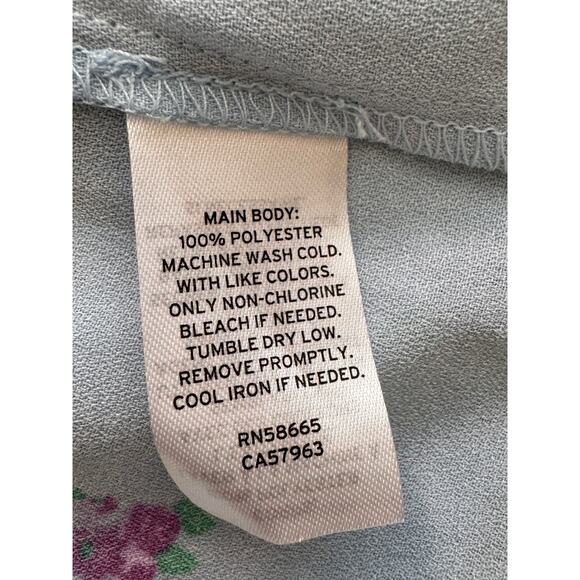 MAIN BODY:
100% POLYESTER
MACHINE WASH COLD.
WITH LIKE COLORS.
ONLY NON-CHLORINE
BLEACH IF NEEDED.
TUMBLE DRY LOW.
REMOVE PROMPTLY.
COOL IRON IF NEEDED.
RN58665
CA57963